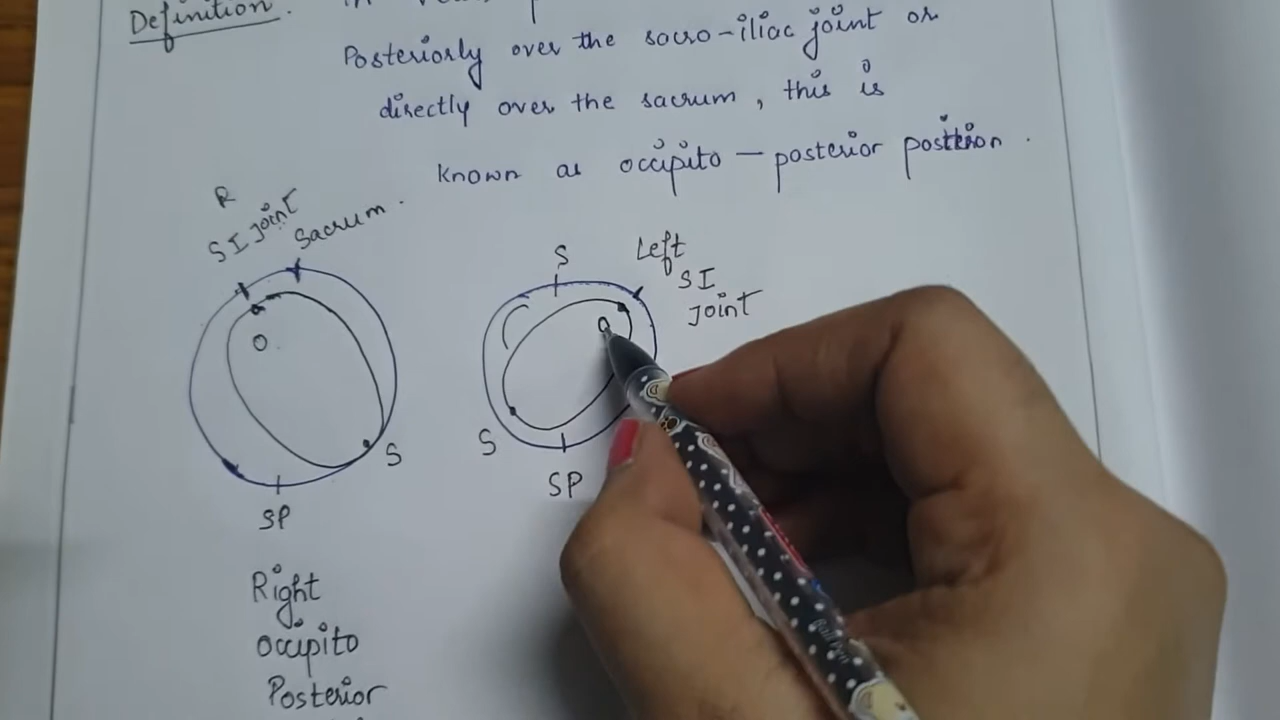 Definition.
Posteriorly over the sacro-iliac joint or
directly over the sacrum, this is
known as occipito - posterior position.
R
SI joint
Sacrum.
O
S
SP
Right
Occipito
Posterior
S
Left
SI
Joint
O
S
SP